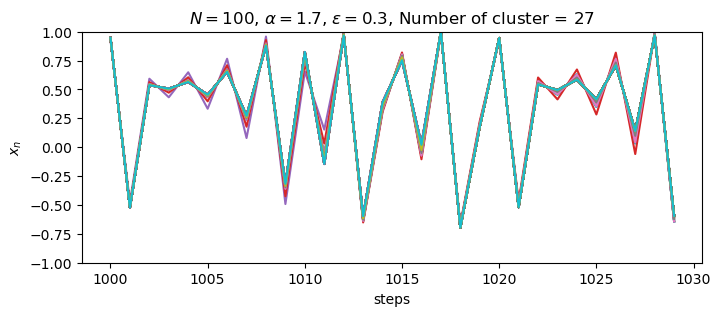 N = 100, α = 1.7, ε = 0.3, Number of cluster = 27
1.00
0.75
0.50
0.25
0.00
−0.25
−0.50
−0.75
−1.00
x_n
1000 1005 1010 1015 1020 1025 1030
steps